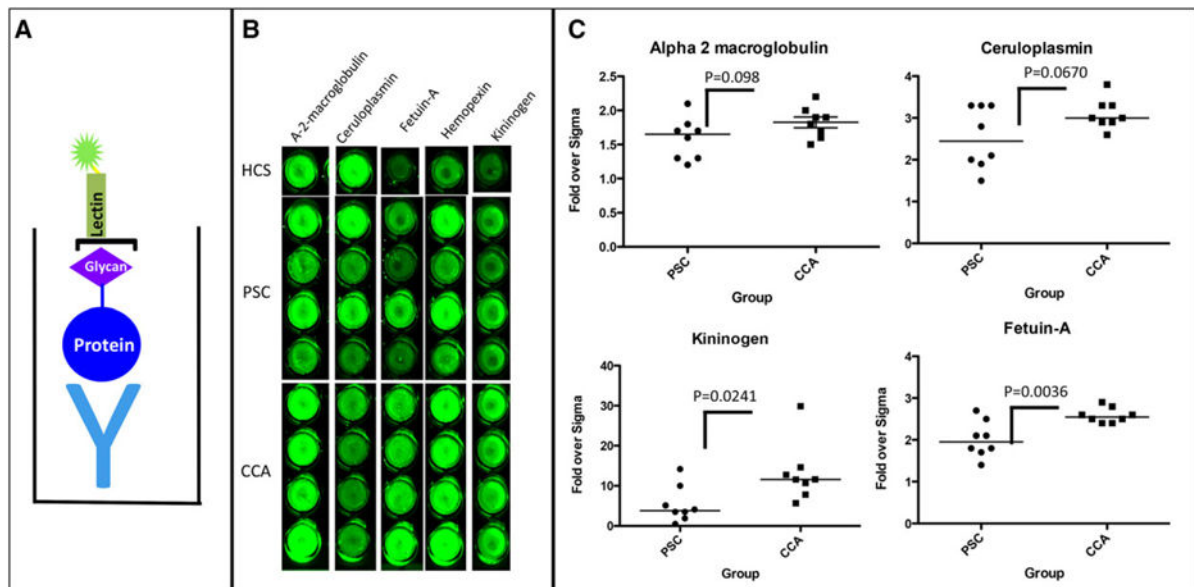 A
Lectin
Glycan
Protein
B
A-2-macroglobulin
Ceruloplasmin
Fetuin-A
Hemopexin
Kininogen
HCS
PSC
CCA
C
Alpha 2 macroglobulin
P=0.098
Fold over Sigma
2.5
2.0
1.5
1.0
0.5
0.0
PSC
CCA
Group
Ceruloplasmin
P=0.0670
Fold over Sigma
4
3
2
1
0
PSC
CCA
Group
Kininogen
P=0.0241
Fold over Sigma
40
30
20
10
0
PSC
CCA
Group
Fetuin-A
P=0.0036
Fold over Sigma
4
3
2
1
0
PSC
CCA
Group